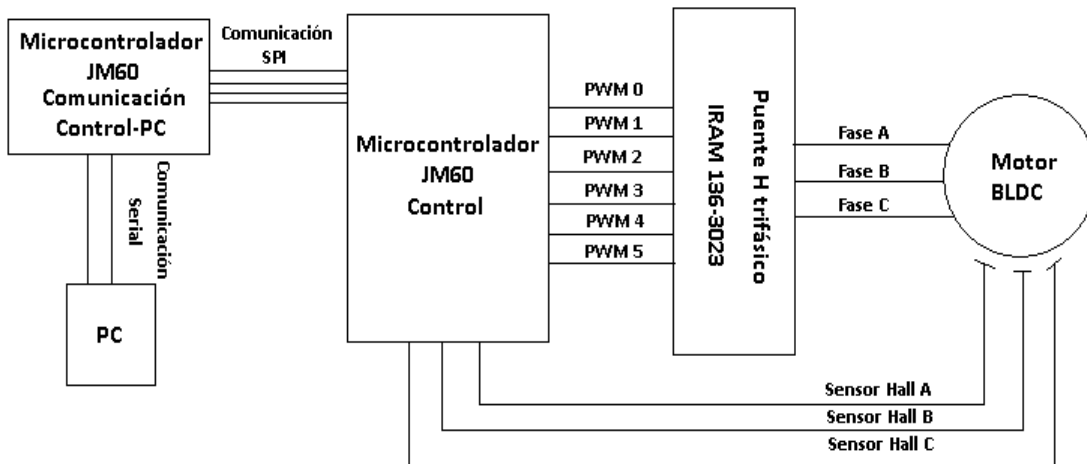 Microcontrolador
JM60
Comunicación
Control-PC
Comunicación
SPI
Microcontrolador
JM60
Control
PWM 0
PWM 1
PWM 2
PWM 3
PWM 4
PWM 5
Puente H trifásico
IRAM 136-3023
Fase A
Fase B
Fase C
Motor
BLDC
Comunicación
Serial
PC
Sensor Hall A
Sensor Hall B
Sensor Hall C